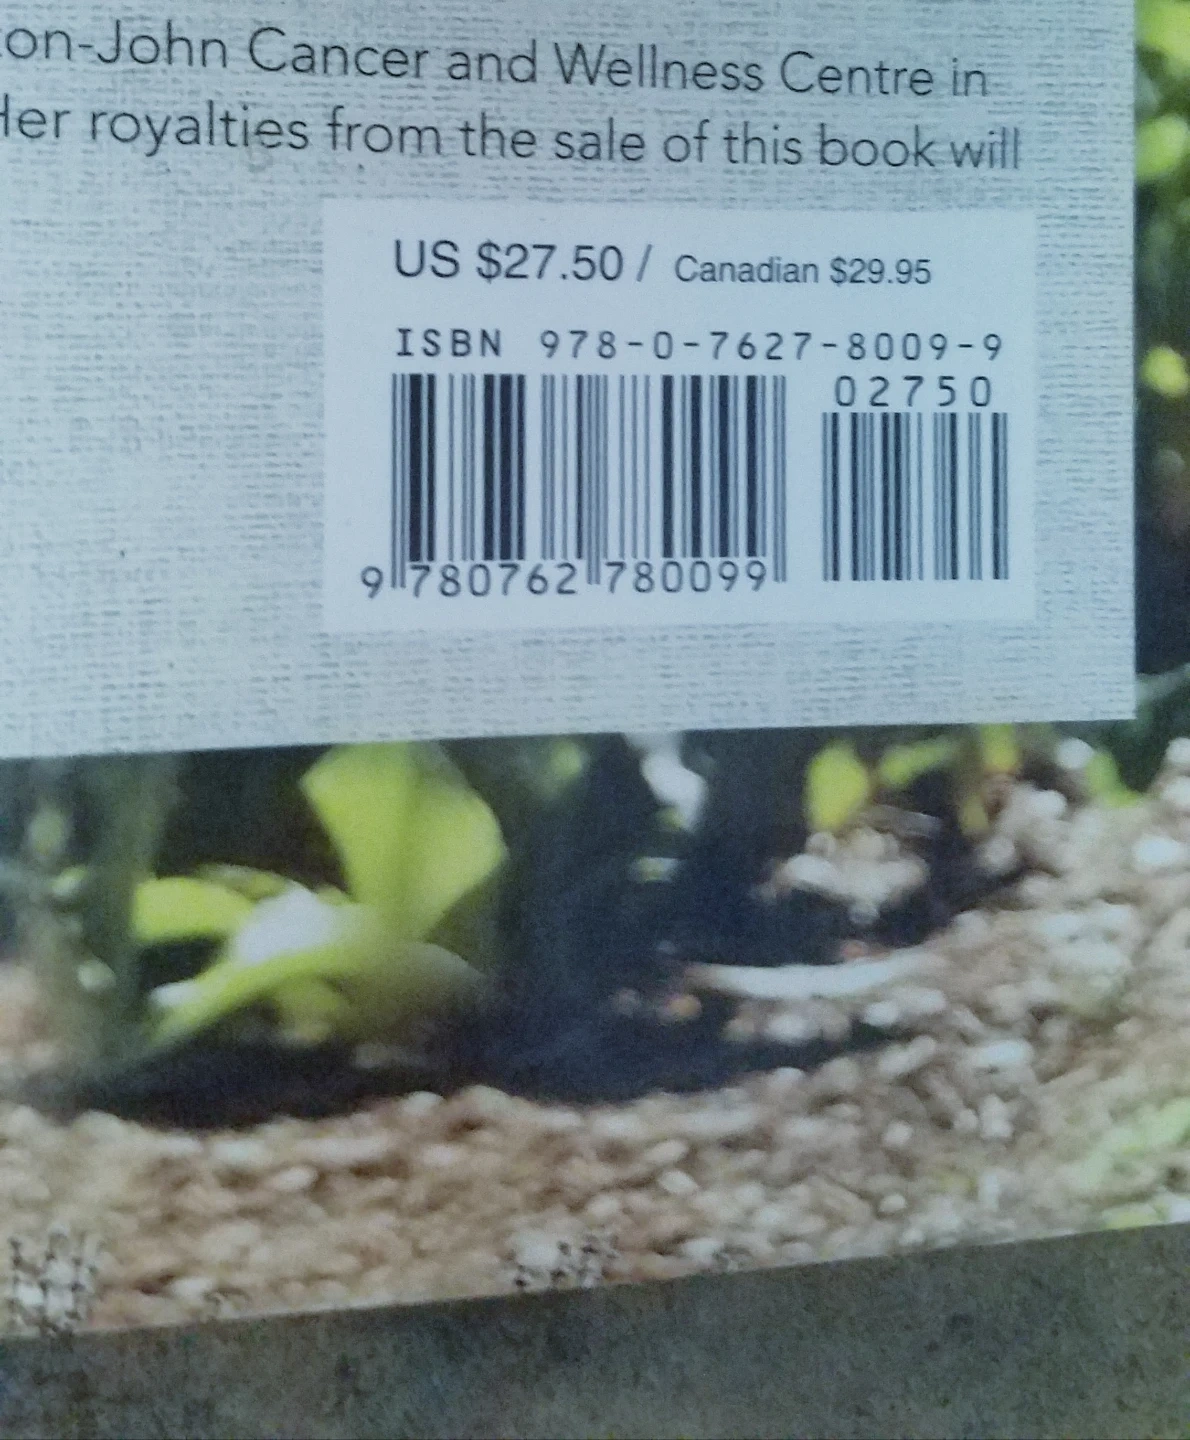 on-John Cancer and Wellness Centre in
Her royalties from the sale of this book will
US $27.50 / Canadian $29.95
ISBN 978-0-7627-8009-9
02750
9 780762 780099